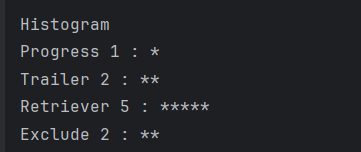 Histogram
Progress 1 : *
Trailer 2 : **
Retriever 5 : *****
Exclude 2 : **